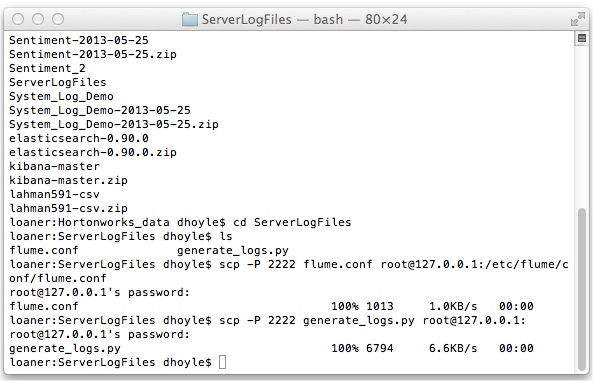 ServerLogFiles — bash — 80×24
Sentiment-2013-05-25
Sentiment-2013-05-25.zip
Sentiment_2
ServerLogFiles
System_Log_Demo
System_Log_Demo-2013-05-25
System_Log_Demo-2013-05-25.zip
elasticsearch-0.90.0
elasticsearch-0.90.0.zip
kibana-master
kibana-master.zip
lahman591-csv
lahman591-csv.zip
loaner:Hortonworks_data dhoyle$ cd ServerLogFiles
loaner:ServerLogFiles dhoyle$ ls
flume.conf generate_logs.py
loaner:ServerLogFiles dhoyle$ scp -P 2222 flume.conf root@127.0.0.1:/etc/flume/c
onf/flume.conf
root@127.0.0.1's password:
flume.conf 100% 1013 1.0KB/s 00:00
loaner:ServerLogFiles dhoyle$ scp -P 2222 generate_logs.py root@127.0.0.1:
root@127.0.0.1's password:
generate_logs.py 100% 6794 6.6KB/s 00:00
loaner:ServerLogFiles dhoyle$